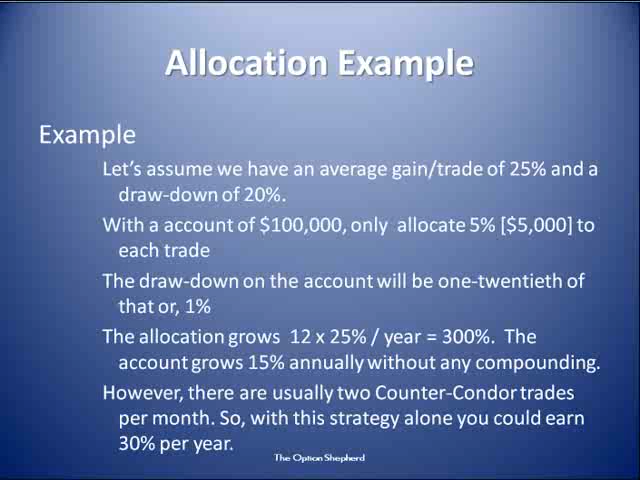 Allocation Example
Example
Let's assume we have an average gain/trade of 25% and a
draw-down of 20%.
With a account of $100,000, only allocate 5% [$5,000] to
each trade
The draw-down on the account will be one-twentieth of
that or, 1%
The allocation grows 12 x 25% / year = 300%. The
account grows 15% annually without any compounding.
However, there are usually two Counter-Condor trades
per month. So, with this strategy alone you could earn
30% per year.
The Option Shepherd